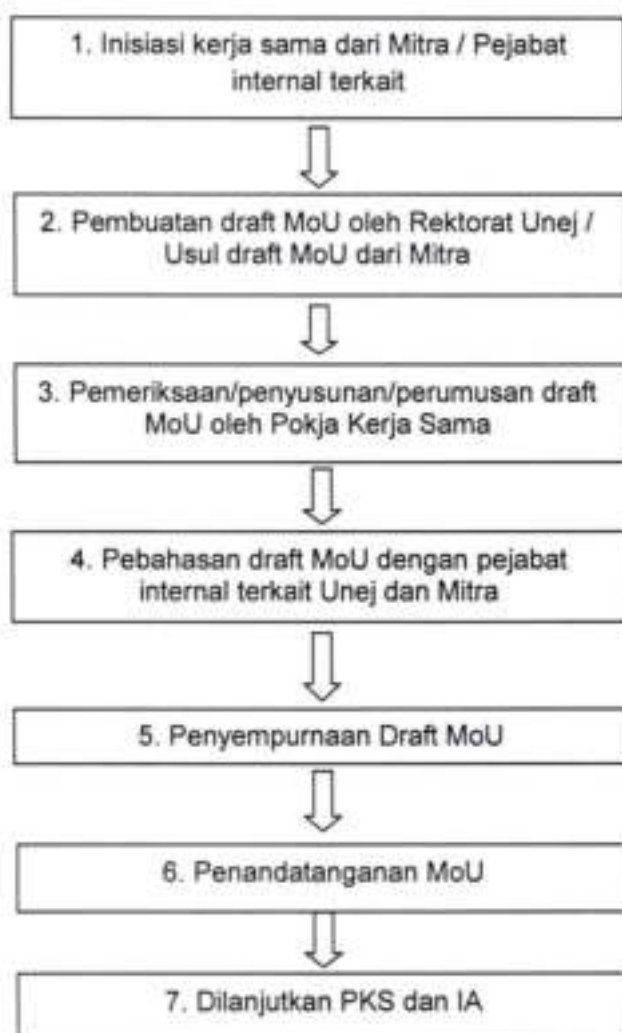 1. Inisiasi kerja sama dari Mitra / Pejabat
internal terkait
2. Pembuatan draft MoU oleh Rektorat Unej /
Usul draft MoU dari Mitra
3. Pemeriksaan/penyusunan/perumusan draft
MoU oleh Pokja Kerja Sama
4. Pebahasan draft MoU dengan pejabat
internal terkait Unej dan Mitra
5. Penyempurnaan Draft MoU
6. Penandatanganan MoU
7. Dilanjutkan PKS dan IA